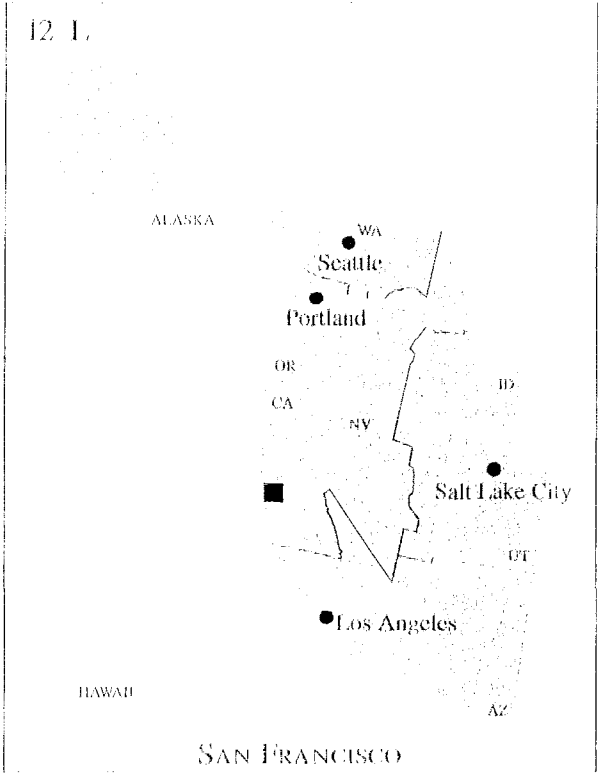 12 L
ALASKA
WA
Seattle
Portland
OR
ID
CA
NV
Salt Lake City
UT
Los Angeles
HAWAII
AZ
SAN FRANCISCO